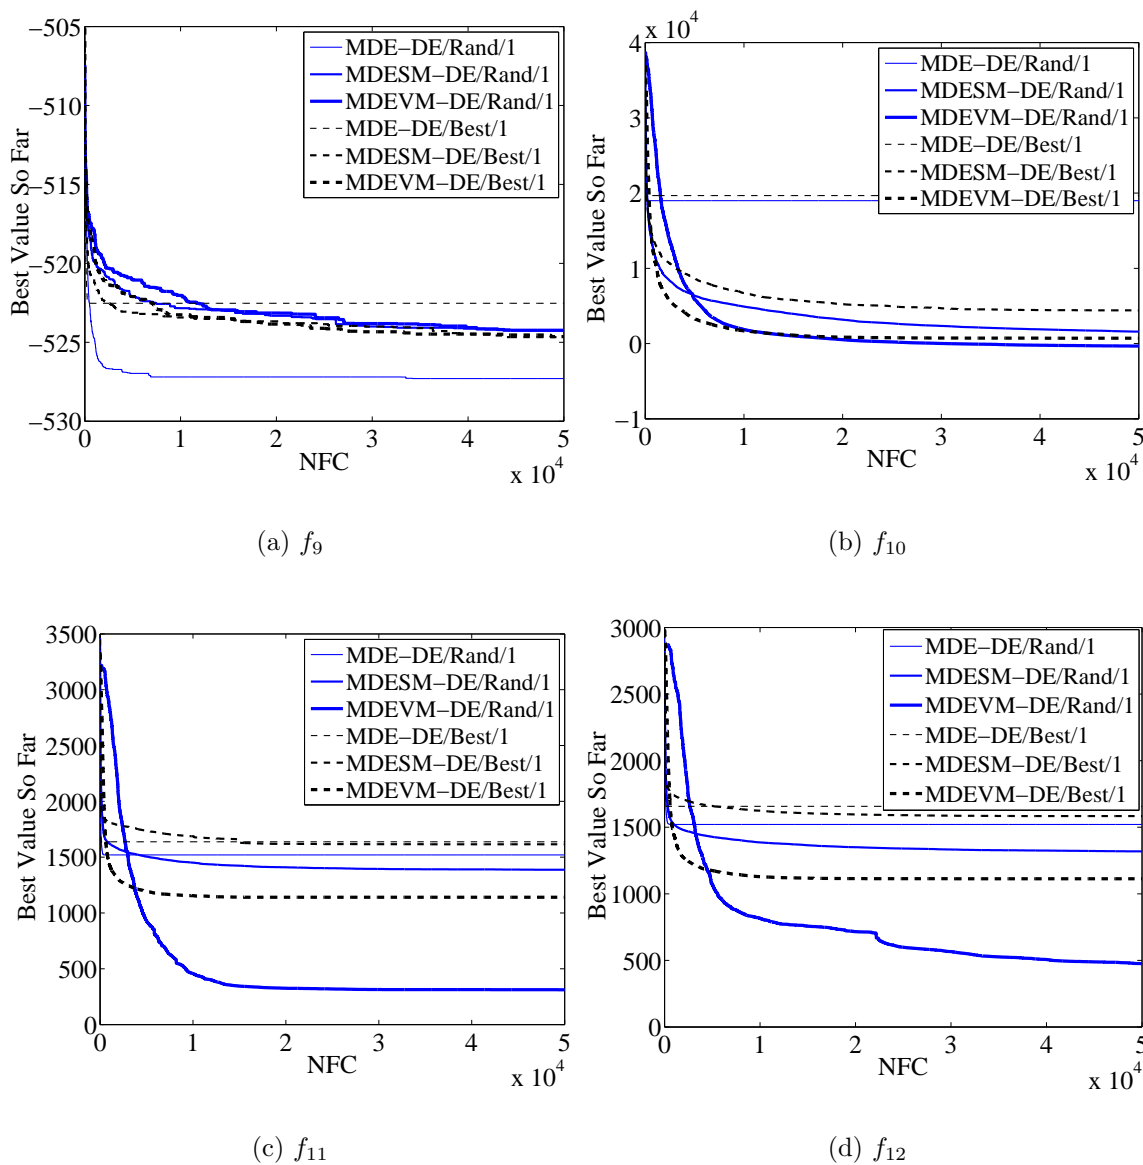 −505
−510
−515
−520
−525
−530
0 1 2 3 4 5
x 10^4
NFC
Best Value So Far
MDE−DE/Rand/1
MDESM−DE/Rand/1
MDEVM−DE/Rand/1
MDE−DE/Best/1
MDESM−DE/Best/1
MDEVM−DE/Best/1
(a) f_9
x 10^4
4
3
2
1
0
−1
0 1 2 3 4 5
x 10^4
NFC
Best Value So Far
MDE−DE/Rand/1
MDESM−DE/Rand/1
MDEVM−DE/Rand/1
MDE−DE/Best/1
MDESM−DE/Best/1
MDEVM−DE/Best/1
(b) f_10
3500
3000
2500
2000
1500
1000
500
0
0 1 2 3 4 5
x 10^4
NFC
Best Value So Far
MDE−DE/Rand/1
MDESM−DE/Rand/1
MDEVM−DE/Rand/1
MDE−DE/Best/1
MDESM−DE/Best/1
MDEVM−DE/Best/1
(c) f_11
3000
2500
2000
1500
1000
500
0
0 1 2 3 4 5
x 10^4
NFC
Best Value So Far
MDE−DE/Rand/1
MDESM−DE/Rand/1
MDEVM−DE/Rand/1
MDE−DE/Best/1
MDESM−DE/Best/1
MDEVM−DE/Best/1
(d) f_12